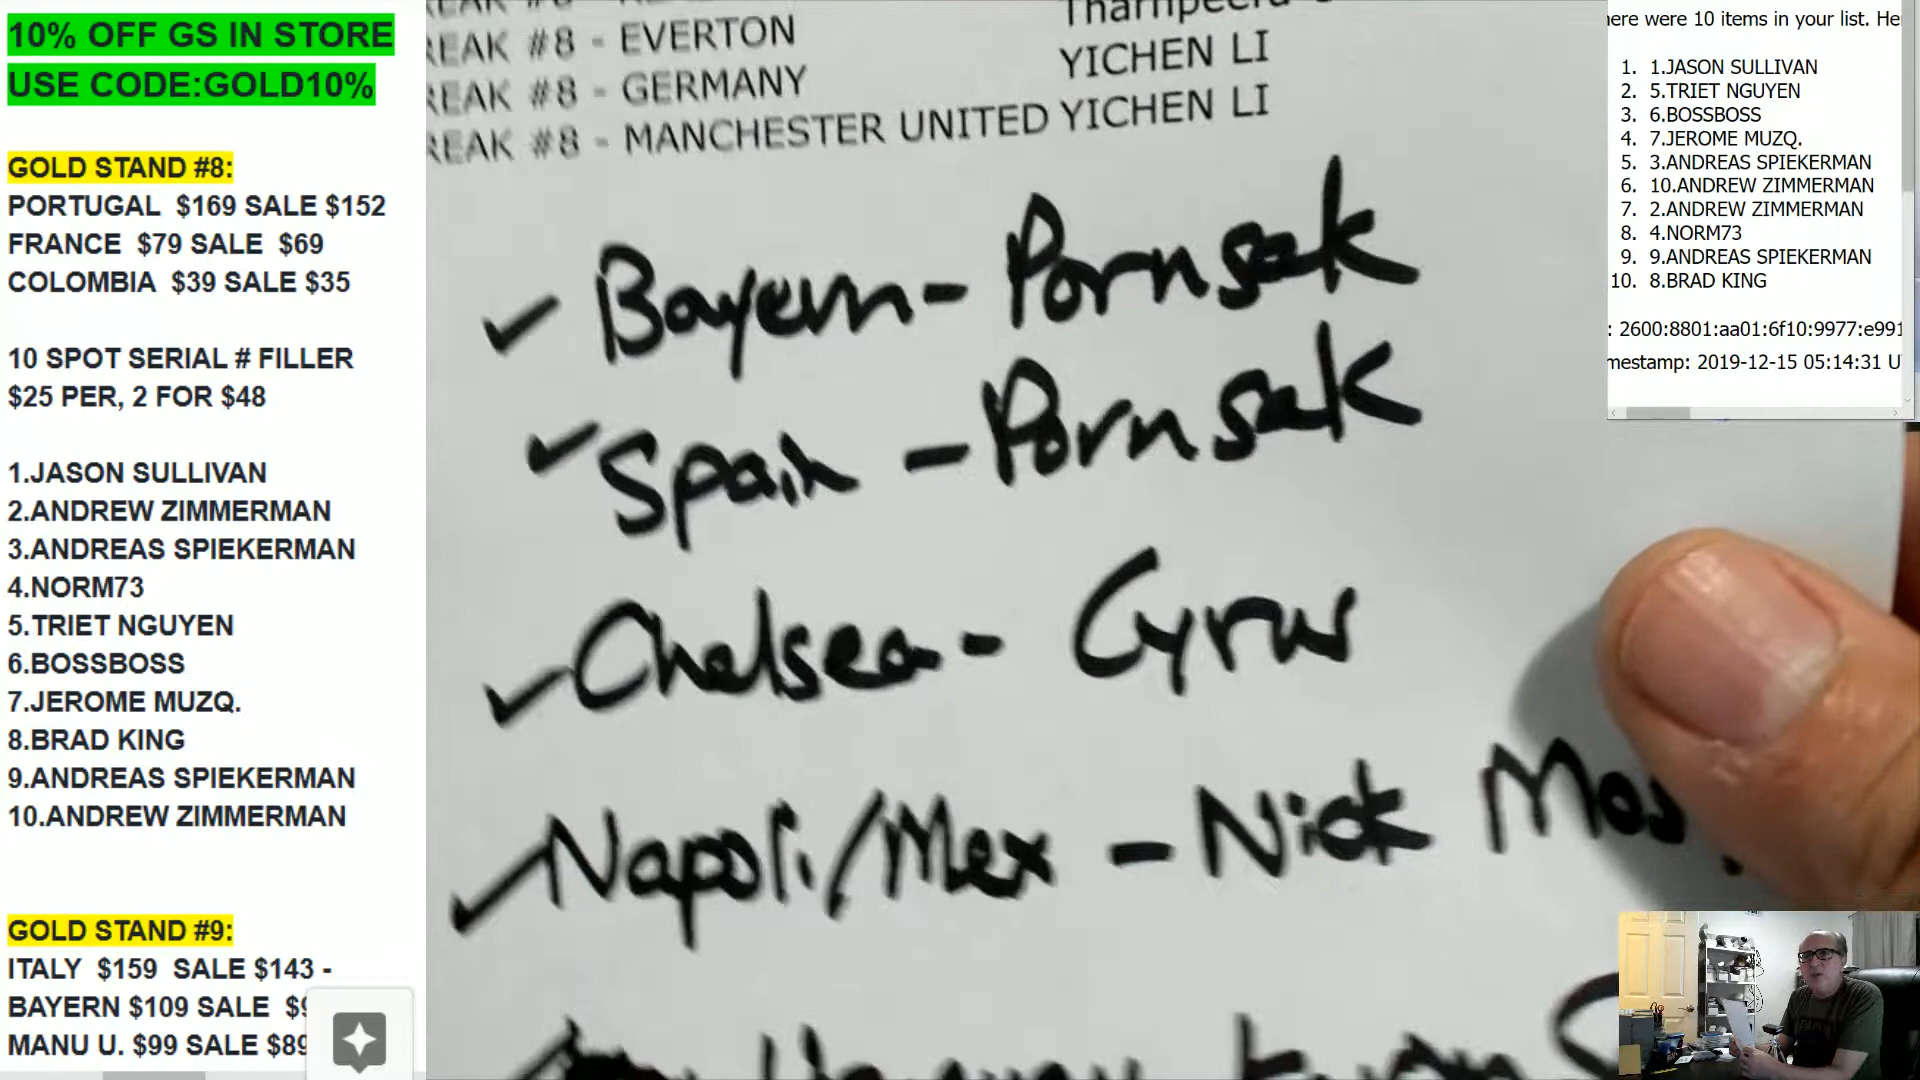 10% OFF GS IN STORE
USE CODE:GOLD10%
GOLD STAND #8:
PORTUGAL $169 SALE $152
FRANCE $79 SALE $69
COLOMBIA $39 SALE $35
10 SPOT SERIAL # FILLER
$25 PER, 2 FOR $48
1.JASON SULLIVAN
2.ANDREW ZIMMERMAN
3.ANDREAS SPIEKERMAN
4.NORM73
5.TRIET NGUYEN
6.BOSSBOSS
7.JEROME MUZQ.
8.BRAD KING
9.ANDREAS SPIEKERMAN
10.ANDREW ZIMMERMAN
GOLD STAND #9:
ITALY $159 SALE $143 -
BAYERN $109 SALE
MANU U. $99 SALE $89
REAK #8 - EVERTON YICHEN LI
REAK #8 - GERMANY YICHEN LI
REAK #8 - MANCHESTER UNITED YICHEN LI
Bayern - Pornsak
Spain - Pornsak
Chelsea - Cyrus
Napoli/Mex - Nick
ere were 10 items in your list. He
1. 1.JASON SULLIVAN
2. 5.TRIET NGUYEN
3. 6.BOSSBOSS
4. 7.JEROME MUZQ.
5. 3.ANDREAS SPIEKERMAN
6. 10.ANDREW ZIMMERMAN
7. 2.ANDREW ZIMMERMAN
8. 4.NORM73
9. 9.ANDREAS SPIEKERMAN
10. 8.BRAD KING
: 2600:8801:aa01:6f10:9977:e991
mestamp: 2019-12-15 05:14:31 U